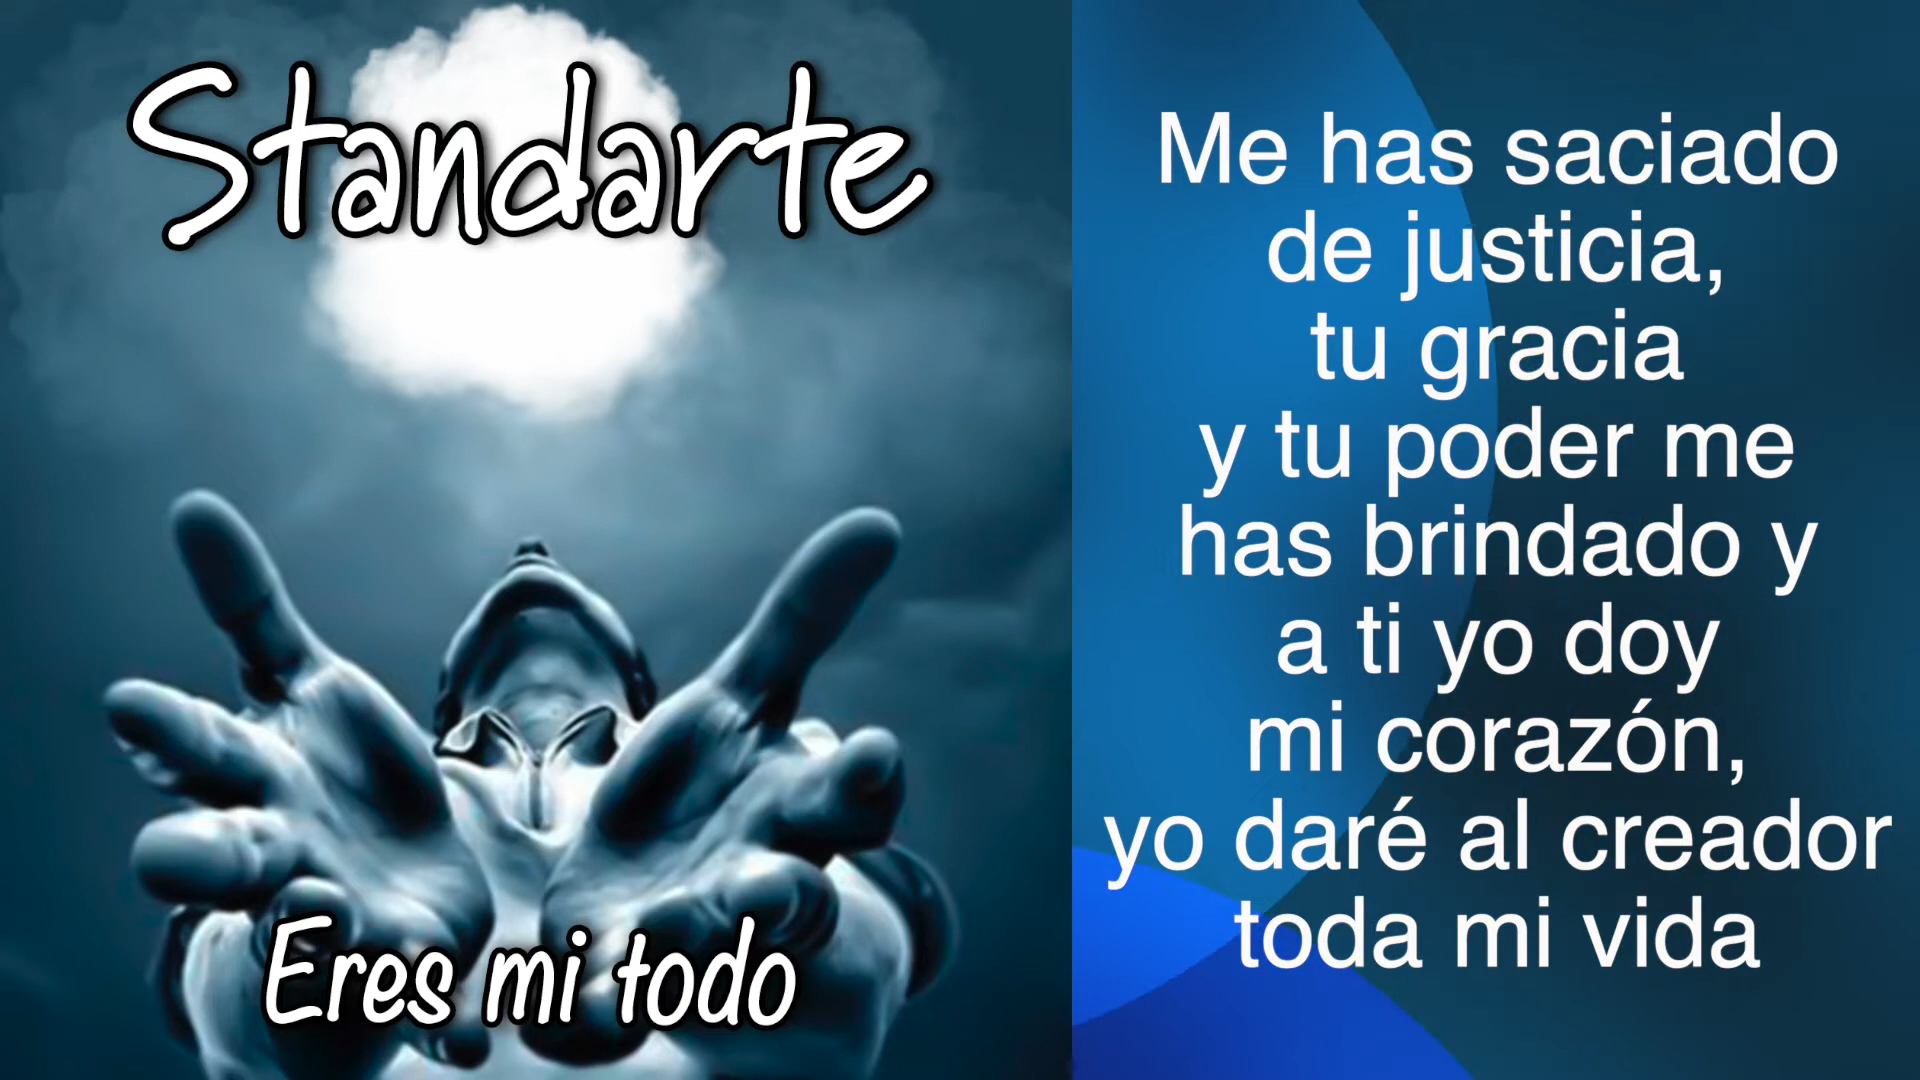 Standarte
Eres mi todo
Me has saciado
de justicia,
tu gracia
y tu poder me
has brindado y
a ti yo doy
mi corazón,
yo daré al creador
toda mi vida